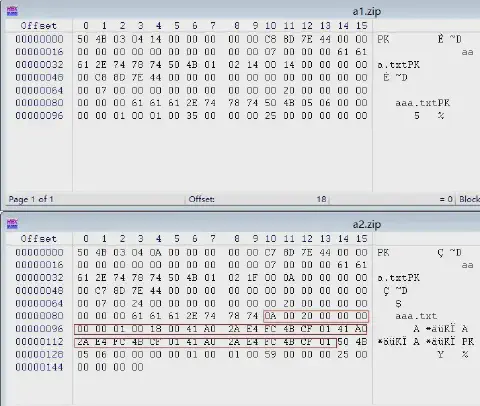 a1.zip
Offset 0 1 2 3 4 5 6 7 8 9 10 11 12 13 14 15
00000000 50 4B 03 04 14 00 00 00 00 00 C8 8D 7E 44 00 00 PK È ~D
00000016 00 00 00 00 00 00 00 00 00 00 07 00 00 00 61 61 aa
00000032 61 2E 74 78 74 50 4B 01 02 14 00 14 00 00 00 00 a.txtPK
00000048 00 C8 8D 7E 44 00 00 00 00 00 00 00 00 00 00 00 È ~D
00000064 00 07 00 00 00 00 00 00 00 00 00 20 00 00 00 00
00000080 00 00 00 61 61 61 2E 74 78 74 50 4B 05 06 00 00 aaa.txtPK
00000096 00 00 01 00 01 00 35 00 00 00 25 00 00 00 00 00 5 %
Page 1 of 1 Offset: 18 = 0 Block
a2.zip
Offset 0 1 2 3 4 5 6 7 8 9 10 11 12 13 14 15
00000000 50 4B 03 04 0A 00 00 00 00 00 C7 8D 7E 44 00 00 PK Ç ~D
00000016 00 00 00 00 00 00 00 00 00 00 07 00 00 00 61 61 aa
00000032 61 2E 74 78 74 50 4B 01 02 1F 00 0A 00 00 00 00 a.txtPK
00000048 00 C7 8D 7E 44 00 00 00 00 00 00 00 00 00 00 00 Ç ~D
00000064 00 07 00 24 00 00 00 00 00 00 00 20 00 00 00 00 $
00000080 00 00 00 61 61 61 2E 74 78 74 0A 00 20 00 00 00 aaa.txt
00000096 00 00 01 00 18 00 41 A0 2A E4 FC 4B CF 01 41 A0 A *äüKÏ A
00000112 2A E4 FC 4B CF 01 41 A0 2A E4 FC 4B CF 01 50 4B *äüKÏ A *äüKÏ PK
00000128 05 06 00 00 00 00 01 00 01 00 59 00 00 00 25 00 Y %
00000144 00 00 00 00